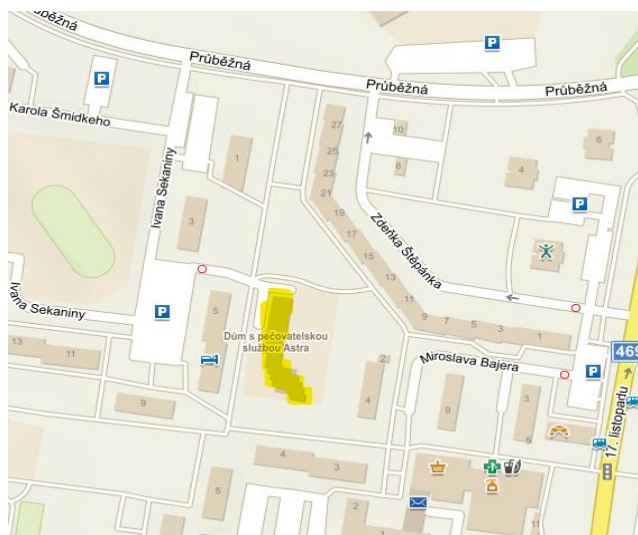 Průběžná
Průběžná
Průběžná
P
P
Karola Šmidkeho
Ivana Sekaniny
Zdeňka Štěpánka
10
8
6
4
27
25
23
21
19
17
15
13
11
9
7
5
3
1
1
3
P
P
Ivana Sekaniny
5
Dům s pečovatelskou
službou Astra
Miroslava Bajera
P
469
17. listopadu
13
11
9
2
4
9
3
5
4
3
5
2
1
11